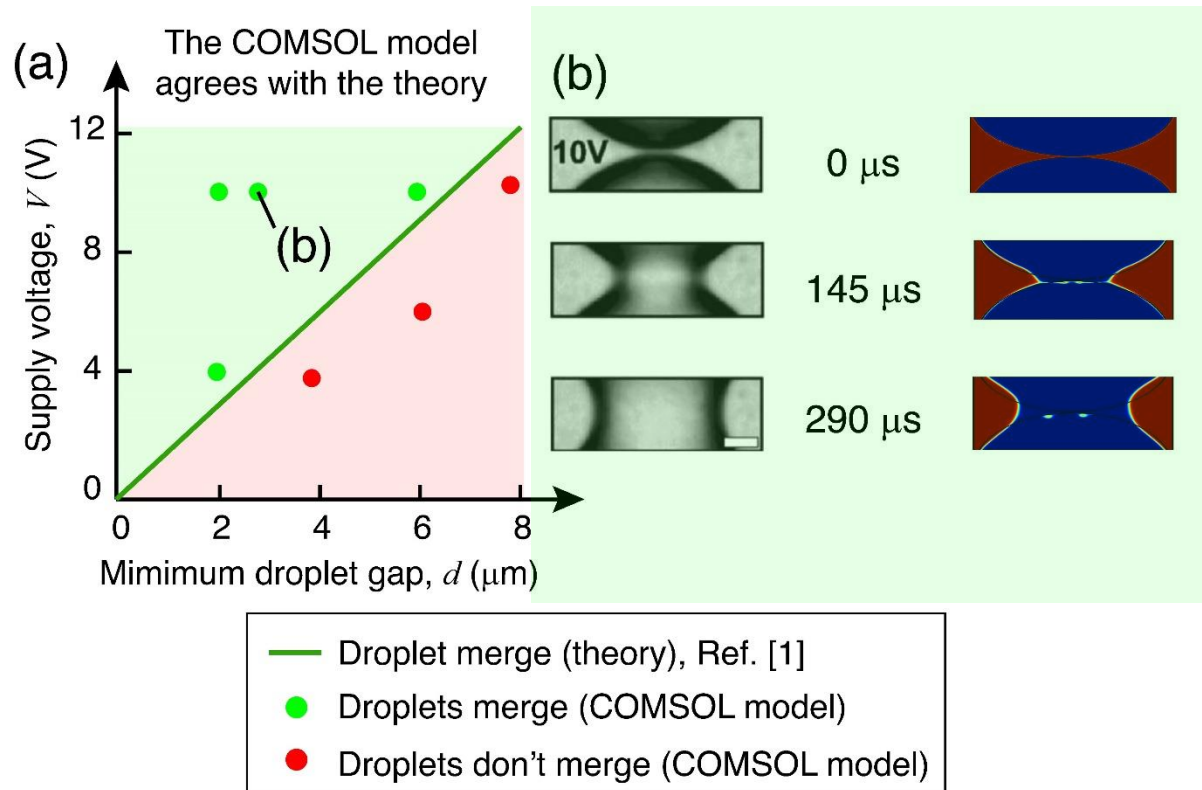 (a)
The COMSOL model
agrees with the theory
Supply voltage, V (V)
12
8
4
0
(b)
0 2 4 6 8
Mimimum droplet gap, d (μm)
(b)
10V
0 μs
145 μs
290 μs
Droplet merge (theory), Ref. [1]
Droplets merge (COMSOL model)
Droplets don't merge (COMSOL model)